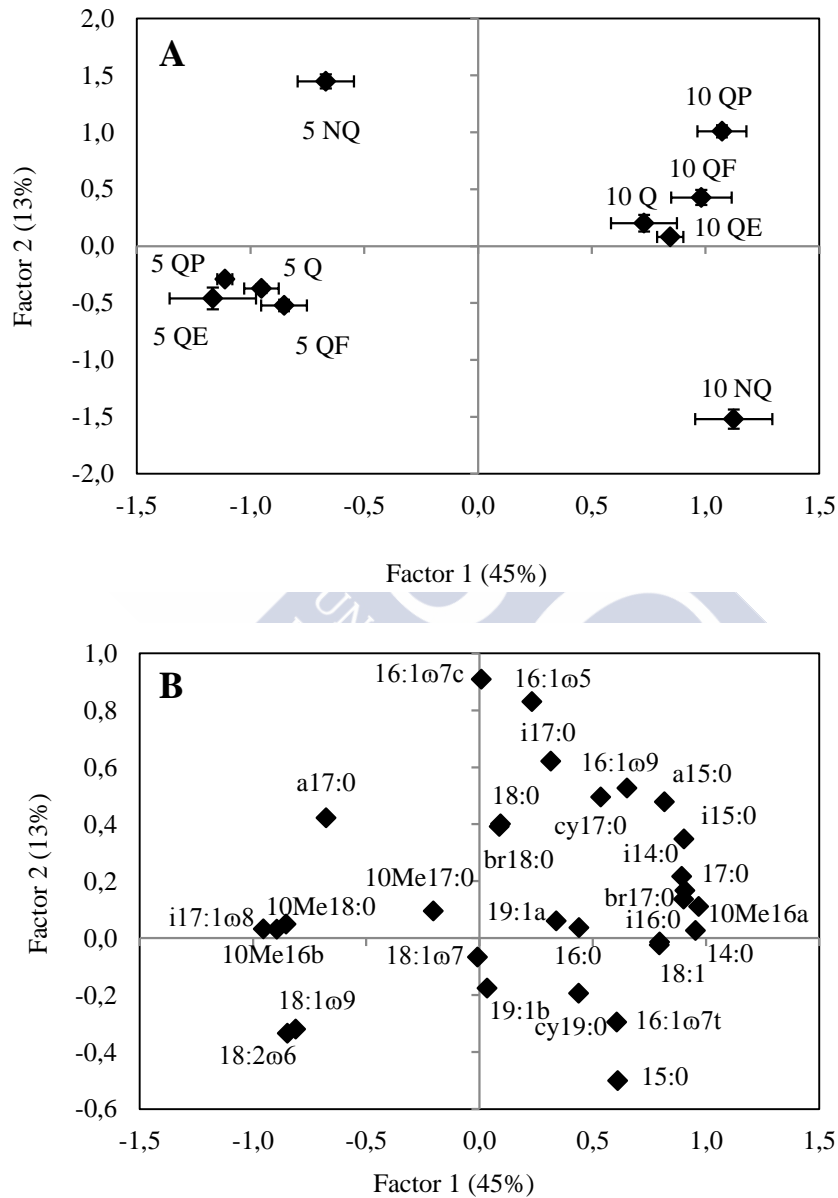 2,0
A
1,5
10 QP
5 NQ
1,0
10 QF
0,5
10 Q
10 QE
Factor 2 (13%)
0,0
5 QP
5 Q
-0,5
5 QE
5 QF
-1,0
10 NQ
-1,5
-2,0
-1,5 -1,0 -0,5 0,0 0,5 1,0 1,5
Factor 1 (45%)
UN
1,0
B
16:1ω7c
16:1ω5
0,8
i17:0
0,6
16:1ω9
a15:0
a17:0
18:0
i15:0
0,4
cy17:0
br18:0
i14:0
17:0
0,2
10Me17:0
br17:0
10Me18:0
19:1a
i16:0
10Me16a
i17:1ω8
Factor 2 (13%)
0,0
10Me16b
18:1ω7
16:0
14:0
18:1
-0,2
18:1ω9
19:1b
cy19:0
16:1ω7t
18:2ω6
-0,4
15:0
-0,6
-1,5 -1,0 -0,5 0,0 0,5 1,0 1,5
Factor 1 (45%)